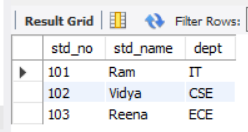 Result Grid Filter Rows:
std_no std_name dept
101 Ram IT
102 Vidya CSE
103 Reena ECE